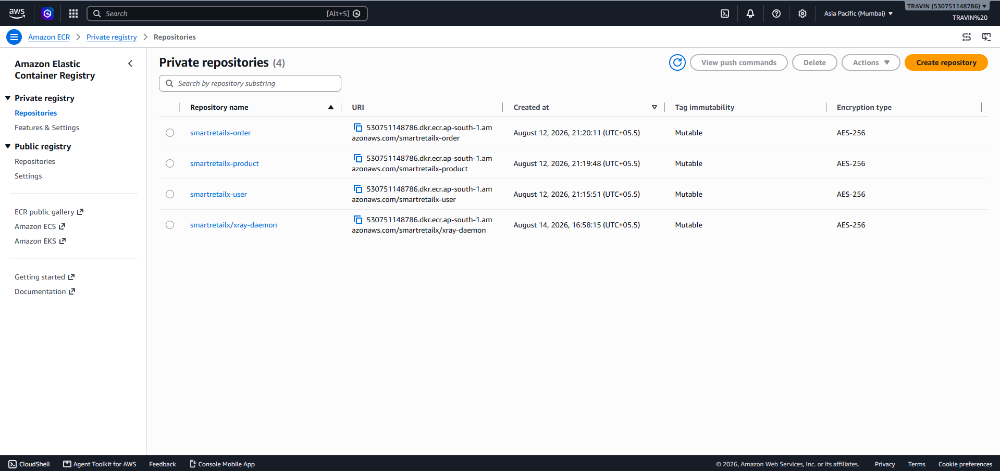 aws
Search
[Alt+S]
Asia Pacific (Mumbai)
TRAVIN (530751148786)
TRAVIN%20
Amazon ECR
Private registry
Repositories
Amazon Elastic
Container Registry
Private registry
Repositories
Features & Settings
Public registry
Repositories
Settings
ECR public gallery
Amazon ECS
Amazon EKS
Getting started
Documentation
Private repositories (4)
View push commands
Delete
Actions
Create repository
Search by repository substring
Repository name
URI
Created at
Tag immutability
Encryption type
smartretailx-order
530751148786.dkr.ecr.ap-south-1.am
azonaws.com/smartretailx-order
August 12, 2026, 21:20:11 (UTC+05.5)
Mutable
AES-256
smartretailx-product
530751148786.dkr.ecr.ap-south-1.am
azonaws.com/smartretailx-product
August 12, 2026, 21:19:48 (UTC+05.5)
Mutable
AES-256
smartretailx-user
530751148786.dkr.ecr.ap-south-1.am
azonaws.com/smartretailx-user
August 12, 2026, 21:15:51 (UTC+05.5)
Mutable
AES-256
smartretailx/xray-daemon
530751148786.dkr.ecr.ap-south-1.am
azonaws.com/smartretailx/xray-daemon
August 14, 2026, 16:58:15 (UTC+05.5)
Mutable
AES-256
CloudShell
Agent Toolkit for AWS
Feedback
Console Mobile App
© 2026, Amazon Web Services, Inc. or its affiliates.
Privacy
Terms
Cookie preferences